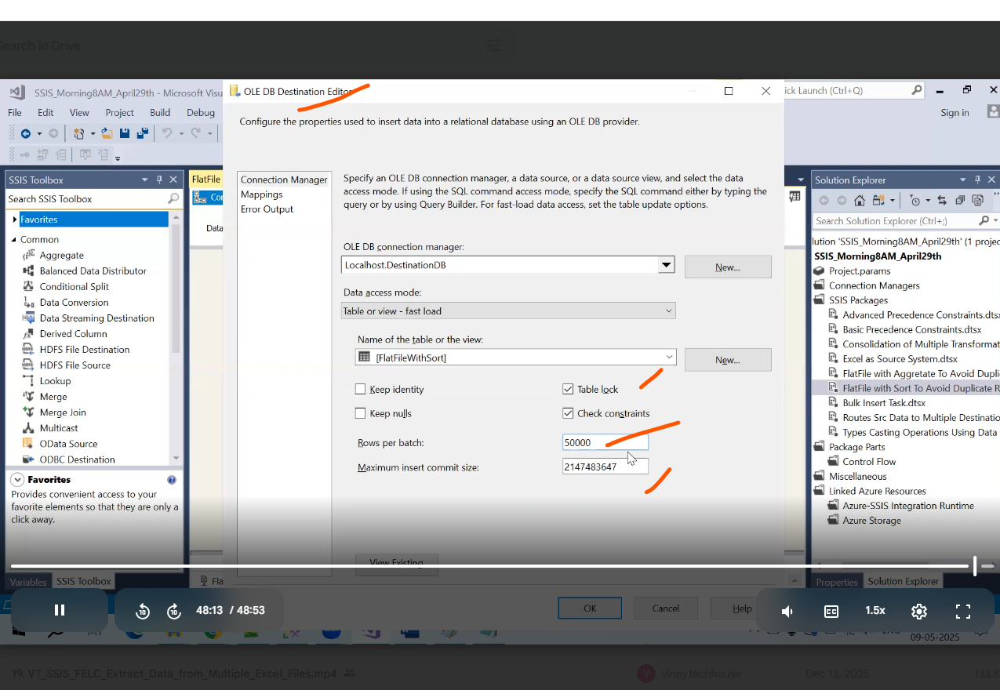 Search in Drive
SSIS_Morning8AM_April29th - Microsoft Visu
OLE DB Destination Editor
ick Launch (Ctrl+Q)
File Edit View Project Build Debug
Configure the properties used to insert data into a relational database using an OLE DB provider.
Sign in
SSIS Toolbox
Search SSIS Toolbox
Favorites
Common
Aggregate
Balanced Data Distributor
Conditional Split
Data Conversion
Data Streaming Destination
Derived Column
HDFS File Destination
HDFS File Source
Lookup
Merge
Merge Join
Multicast
OData Source
ODBC Destination
Favorites
Provides convenient access to your
favorite elements so that they are only a
click away.
Variables SSIS Toolbox
FlatFile
Co
Data
Fla
Connection Manager
Mappings
Error Output
Specify an OLE DB connection manager, a data source, or a data source view, and select the data
access mode. If using the SQL command access mode, specify the SQL command either by typing the
query or by using Query Builder. For fast-load data access, set the table update options.
OLE DB connection manager:
Localhost.DestinationDB
New...
Data access mode:
Table or view - fast load
Name of the table or the view:
[FlatFileWithSort]
New...
Keep identity
Table lock
Keep nulls
Check constraints
Rows per batch:
50000
Maximum insert commit size:
2147483647
View Existing
OK Cancel Help
Solution Explorer
Search Solution Explorer (Ctrl+;)
lution 'SSIS_Morning8AM_April29th' (1 projec
SSIS_Morning8AM_April29th
Project.params
Connection Managers
SSIS Packages
Advanced Precedence Constraints.dtsx
Basic Precedence Constraints.dtsx
Consolidation of Multiple Transformat
Excel as Source System.dtsx
FlatFile with Aggretate To Avoid Dupli
FlatFile with Sort To Avoid Duplicate R
Bulk Insert Task.dtsx
Routes Src Data to Multiple Destinatio
Types Casting Operations Using Data
Package Parts
Control Flow
Miscellaneous
Linked Azure Resources
Azure-SSIS Integration Runtime
Azure Storage
Properties Solution Explorer
10 10 48:13 / 48:53
CC 1.5x
09-05-2025
19. VT_SSIS_FELC_Extract_Data_from_Multiple_Excel_Files.mp4
V vinay.techhouse Dec 13, 2025 133.8